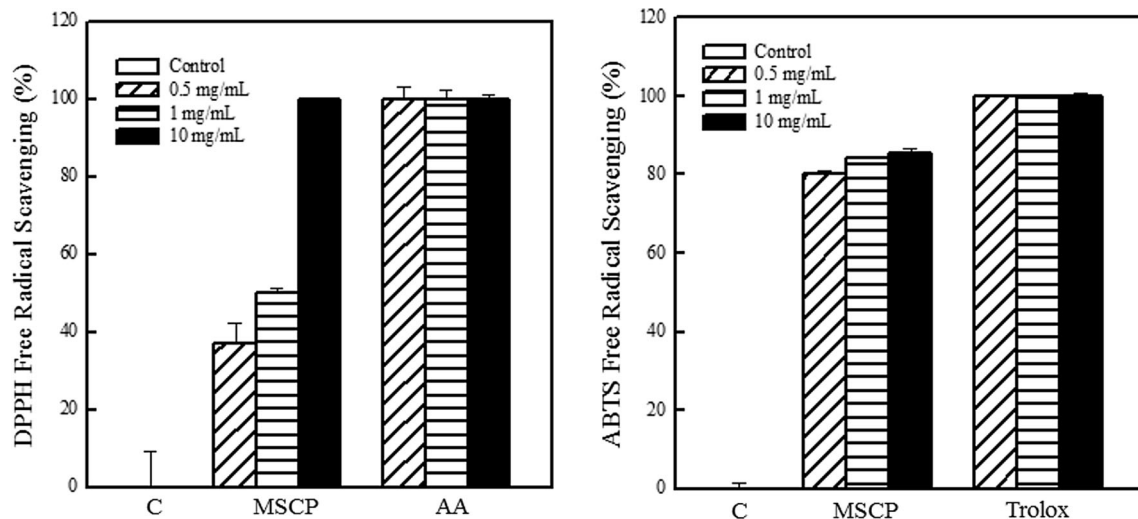 DPPH Free Radical Scavenging (%)
120
100
80
60
40
20
0
Control
0.5 mg/mL
1 mg/mL
10 mg/mL
C
MSCP
AA
ABTS Free Radical Scavenging (%)
120
100
80
60
40
20
0
Control
0.5 mg/mL
1 mg/mL
10 mg/mL
C
MSCP
Trolox